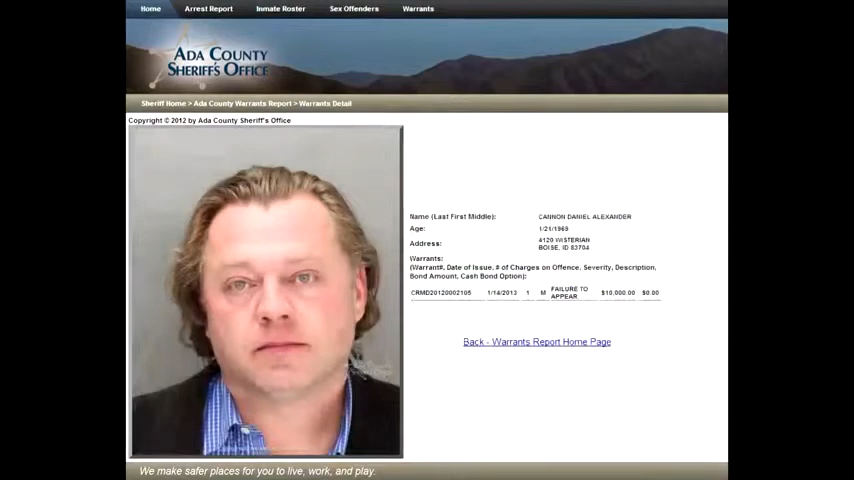 Home Arrest Report Inmate Roster Sex Offenders Warrants
ADA COUNTY
SHERIFF'S OFFICE
Sheriff Home > Ada County Warrants Report > Warrants Detail
Copyright © 2012 by Ada County Sheriff's Office
Name (Last First Middle): CANNON DANIEL ALEXANDER
Age: 1/21/1969
Address: 4120 WISTERIAN
BOISE, ID 83704
Warrants:
(Warrant#, Date of Issue, # of Charges on Offence, Severity, Description,
Bond Amount, Cash Bond Option):
CRMD20120002105 1/14/2013 1 M FAILURE TO APPEAR $10,000.00 $0.00
Back - Warrants Report Home Page
We make safer places for you to live, work, and play.